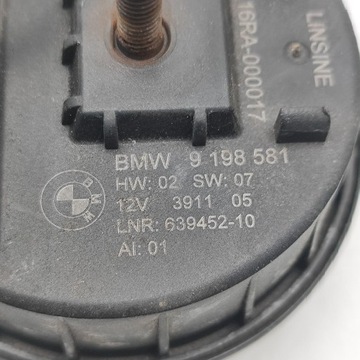 LINSINE
16RA-000017
BMW 9 198 581
HW: 02 SW: 07
12V 3911 05
LNR: 639452-10
AI: 01
BMW